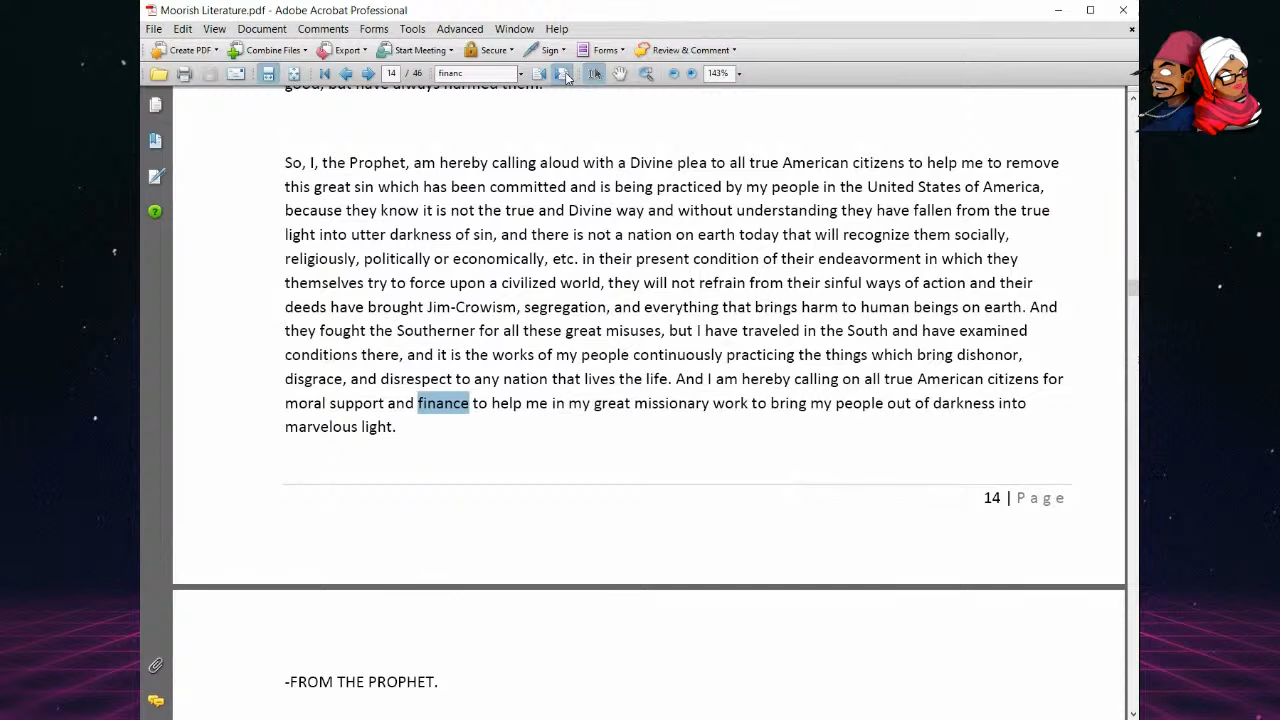 Moorish Literature.pdf - Adobe Acrobat Professional
File Edit View Document Comments Forms Tools Advanced Window Help
Create PDF Combine Files Export Start Meeting Secure Sign Forms Review & Comment
14 / 46 financ 143%
good, but have always harmed them.
So, I, the Prophet, am hereby calling aloud with a Divine plea to all true American citizens to help me to remove
this great sin which has been committed and is being practiced by my people in the United States of America,
because they know it is not the true and Divine way and without understanding they have fallen from the true
light into utter darkness of sin, and there is not a nation on earth today that will recognize them socially,
religiously, politically or economically, etc. in their present condition of their endeavorment in which they
themselves try to force upon a civilized world, they will not refrain from their sinful ways of action and their
deeds have brought Jim-Crowism, segregation, and everything that brings harm to human beings on earth. And
they fought the Southerner for all these great misuses, but I have traveled in the South and have examined
conditions there, and it is the works of my people continuously practicing the things which bring dishonor,
disgrace, and disrespect to any nation that lives the life. And I am hereby calling on all true American citizens for
moral support and finance to help me in my great missionary work to bring my people out of darkness into
marvelous light.
14 | Page
-FROM THE PROPHET.